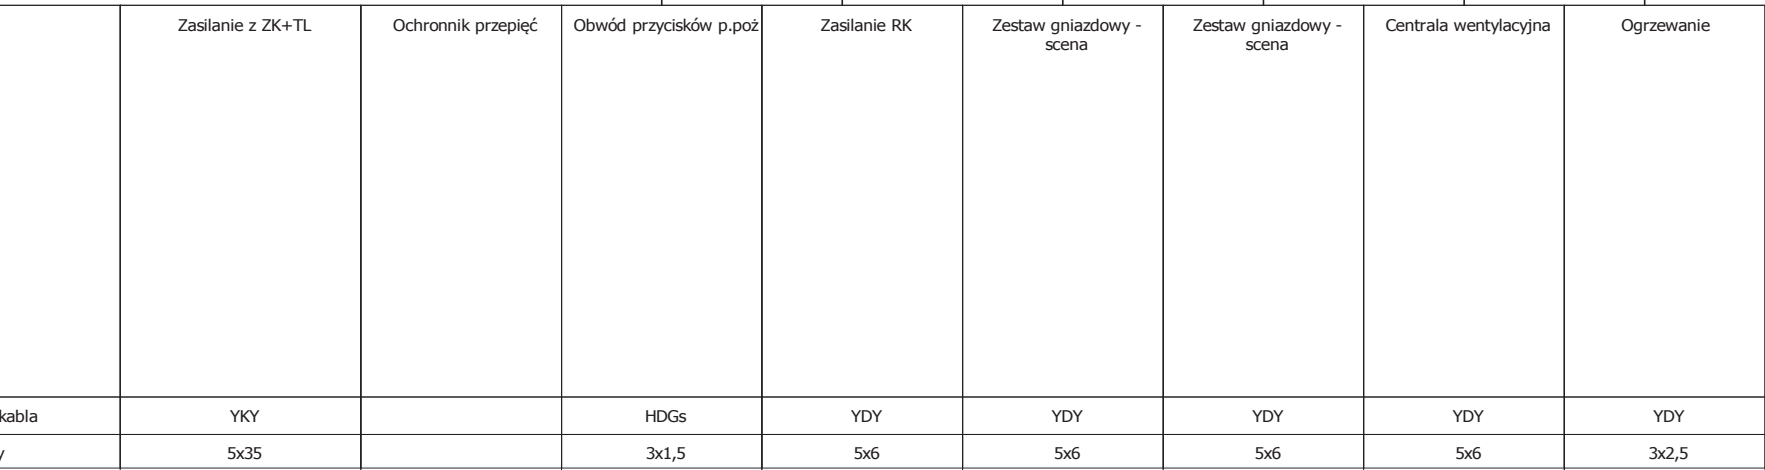 Zasilanie z ZK+TL Ochronnik przepięć Obwód przycisków p.poż Zasilanie RK Zestaw gniazdowy - scena Zestaw gniazdowy - scena Centrala wentylacyjna Ogrzewanie
kabla YKY HDGs YDY YDY YDY YDY YDY
y 5x35 3x1,5 5x6 5x6 5x6 5x6 3x2,5